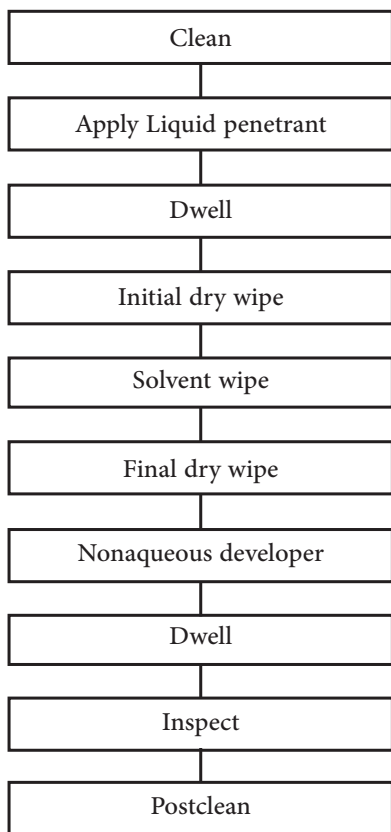 Clean
Apply Liquid penetrant
Dwell
Initial dry wipe
Solvent wipe
Final dry wipe
Nonaqueous developer
Dwell
Inspect
Postclean